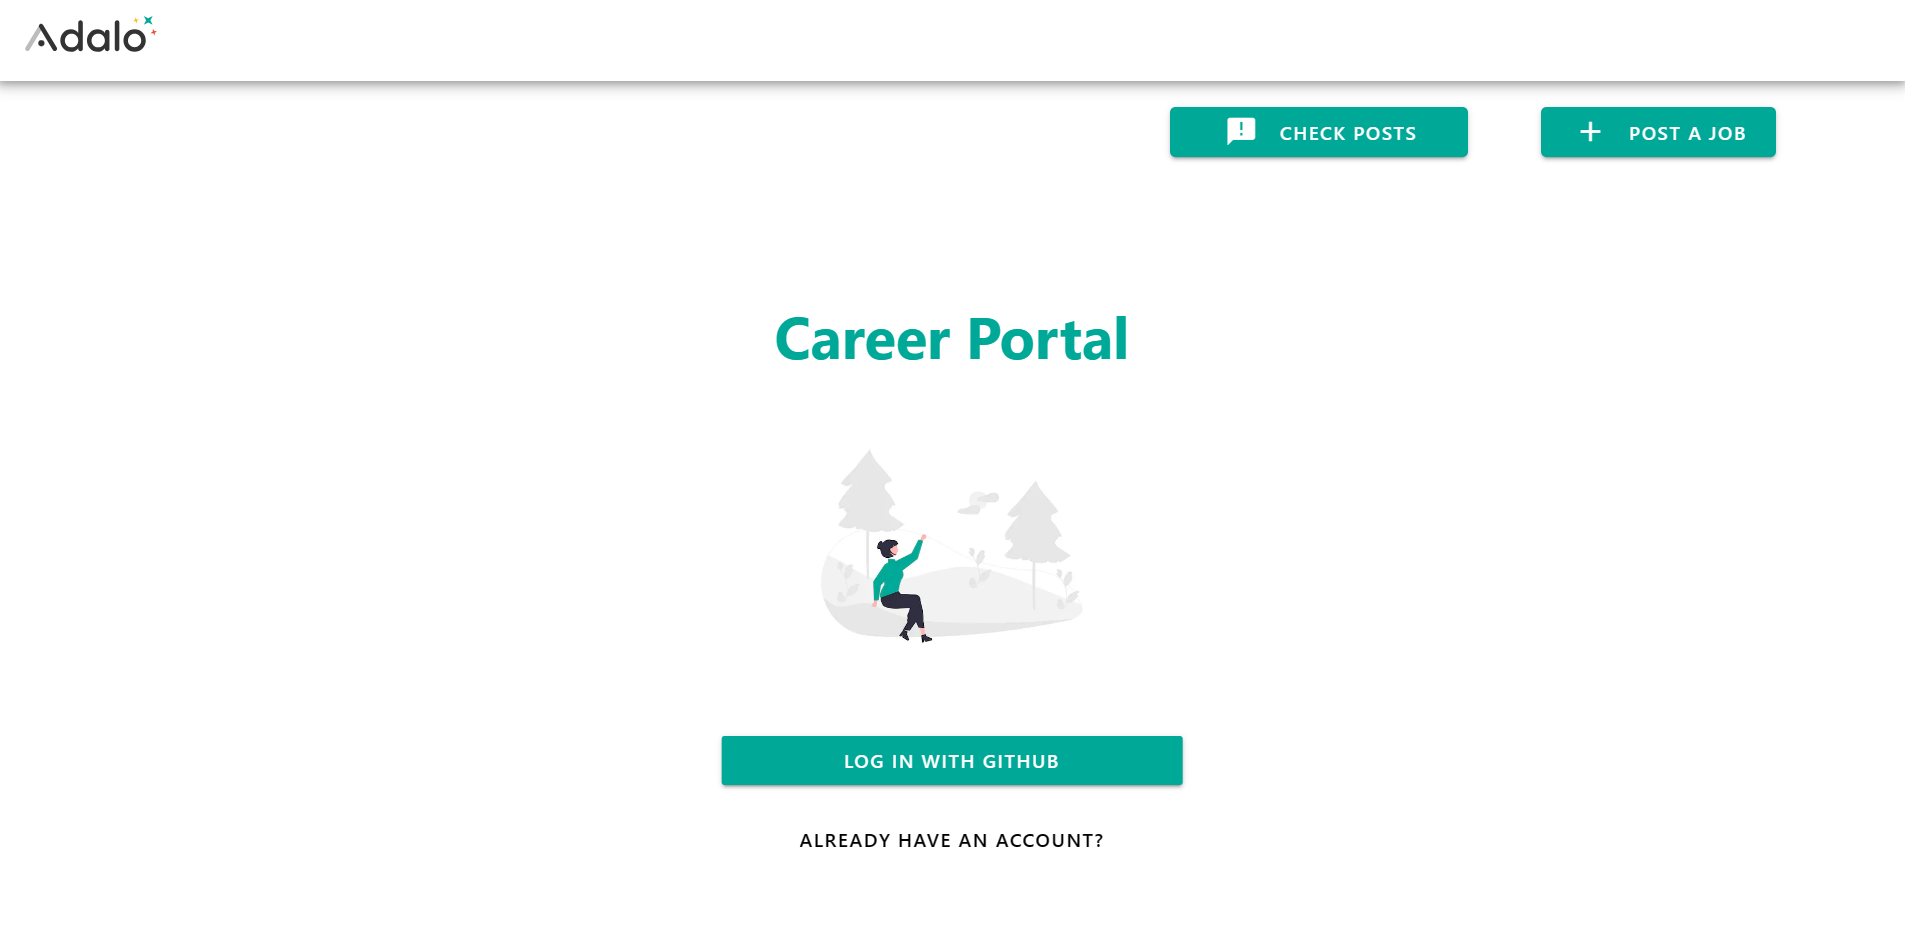 Adalo
CHECK POSTS
POST A JOB
Career Portal
LOG IN WITH GITHUB
ALREADY HAVE AN ACCOUNT?